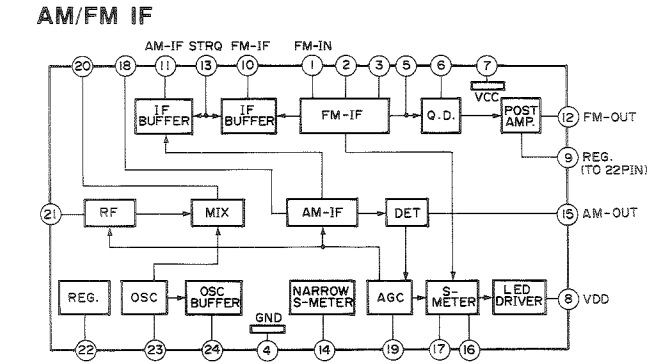 AM/FM IF
AM-IF STRQ FM-IF FM-IN
20 18 11 13 10 1 2 3 5 6 7
VCC
IF BUFFER
IF BUFFER
FM-IF
Q.D.
POST AMP.
12 FM-OUT
9 REG.
(TO 22PIN)
21 RF MIX AM-IF DET 15 AM-OUT
REG.
OSC
OSC BUFFER
GND
NARROW S-METER
AGC
S-METER
LED DRIVER
8 VDD
22 23 24 4 14 19 17 16